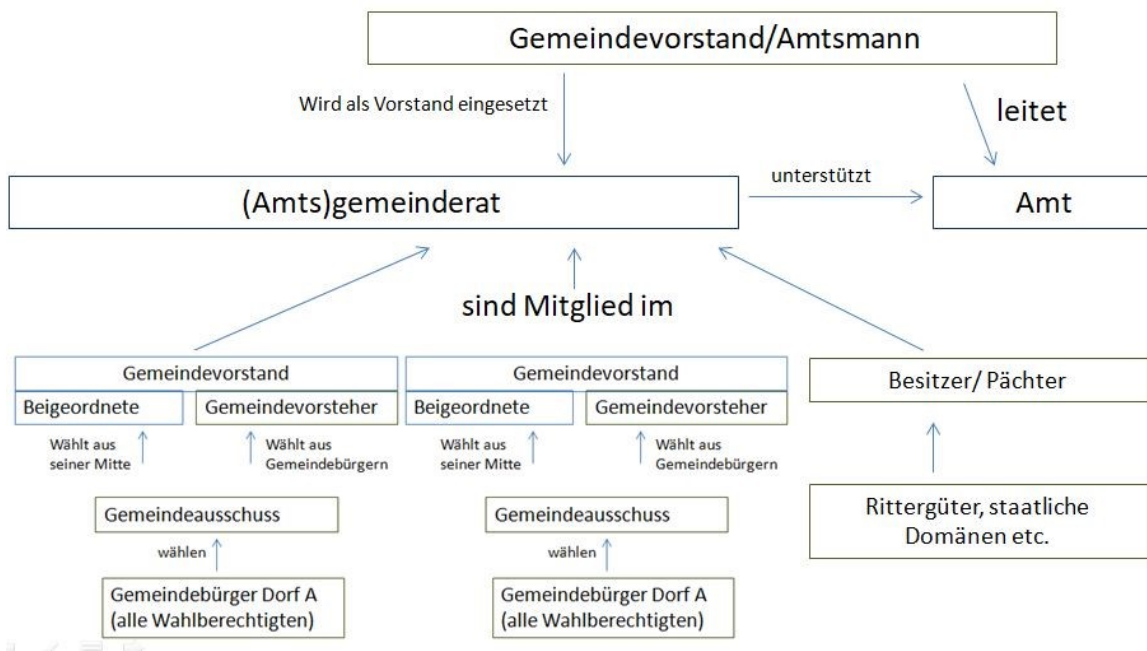 Gemeindevorstand/Amtsmann
Wird als Vorstand eingesetzt
leitet
(Amts)gemeinderat
unterstützt
Amt
sind Mitglied im
Gemeindevorstand
Beigeordnete
Gemeindevorsteher
Wählt aus
seiner Mitte
Wählt aus
Gemeindebürgern
Gemeindeausschuss
wählen
Gemeindebürger Dorf A
(alle Wahlberechtigten)
Gemeindevorstand
Beigeordnete
Gemeindevorsteher
Wählt aus
seiner Mitte
Wählt aus
Gemeindebürgern
Gemeindeausschuss
wählen
Gemeindebürger Dorf A
(alle Wahlberechtigten)
Besitzer/ Pächter
Rittergüter, staatliche
Domänen etc.